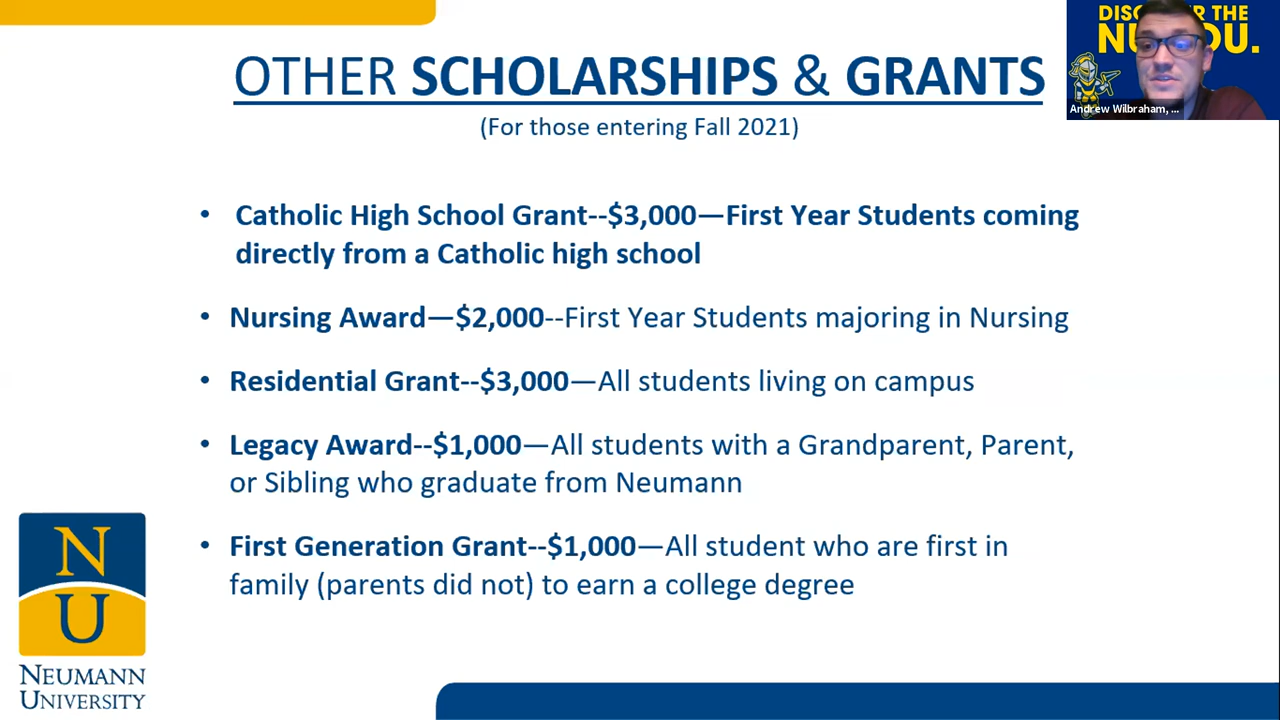 OTHER SCHOLARSHIPS & GRANTS
(For those entering Fall 2021)
• Catholic High School Grant--$3,000—First Year Students coming
directly from a Catholic high school
• Nursing Award—$2,000--First Year Students majoring in Nursing
• Residential Grant--$3,000—All students living on campus
• Legacy Award--$1,000—All students with a Grandparent, Parent,
or Sibling who graduate from Neumann
• First Generation Grant--$1,000—All student who are first in
family (parents did not) to earn a college degree
N
U
NEUMANN
UNIVERSITY
THE
Andrew Wilbraham, ...